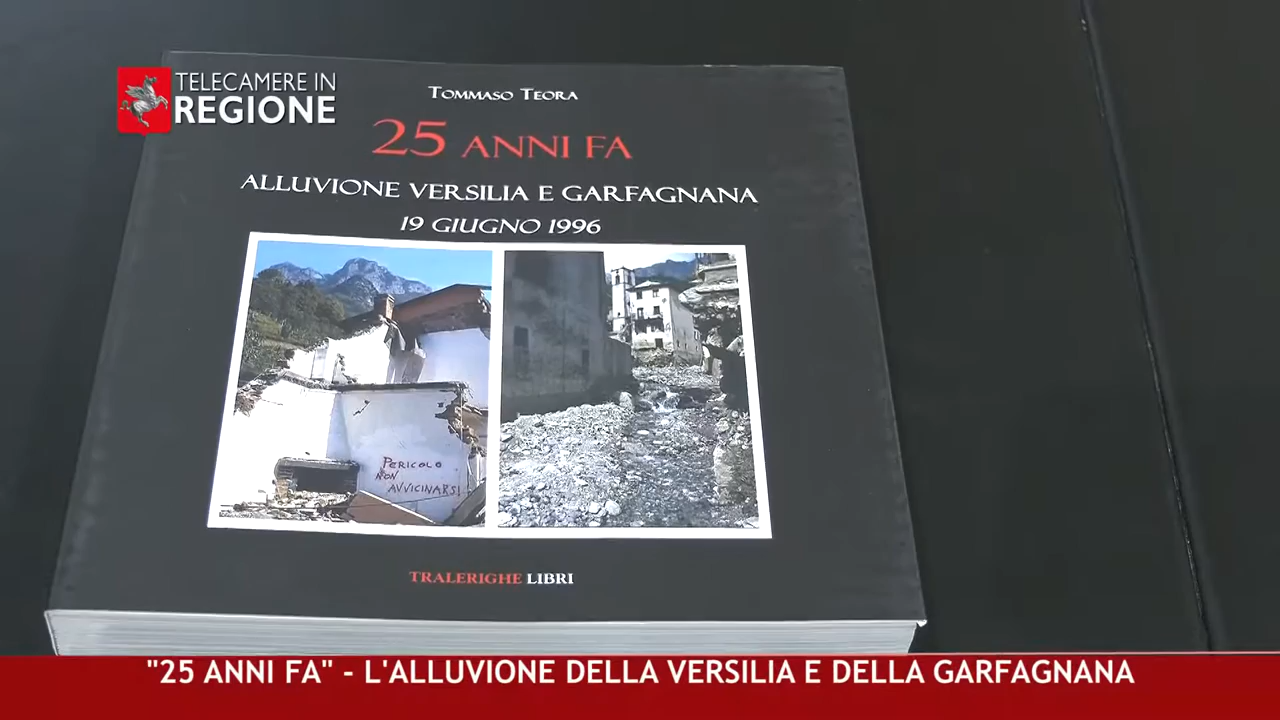 TELECAMERE IN
REGIONE
TOMMASO TEORA
25 ANNI FA
ALLUVIONE VERSILIA E GARFAGNANA
19 GIUGNO 1996
PERICOLO
NON
AVVICINARSI
TRALERIGHE LIBRI
"25 ANNI FA" - L'ALLUVIONE DELLA VERSILIA E DELLA GARFAGNANA